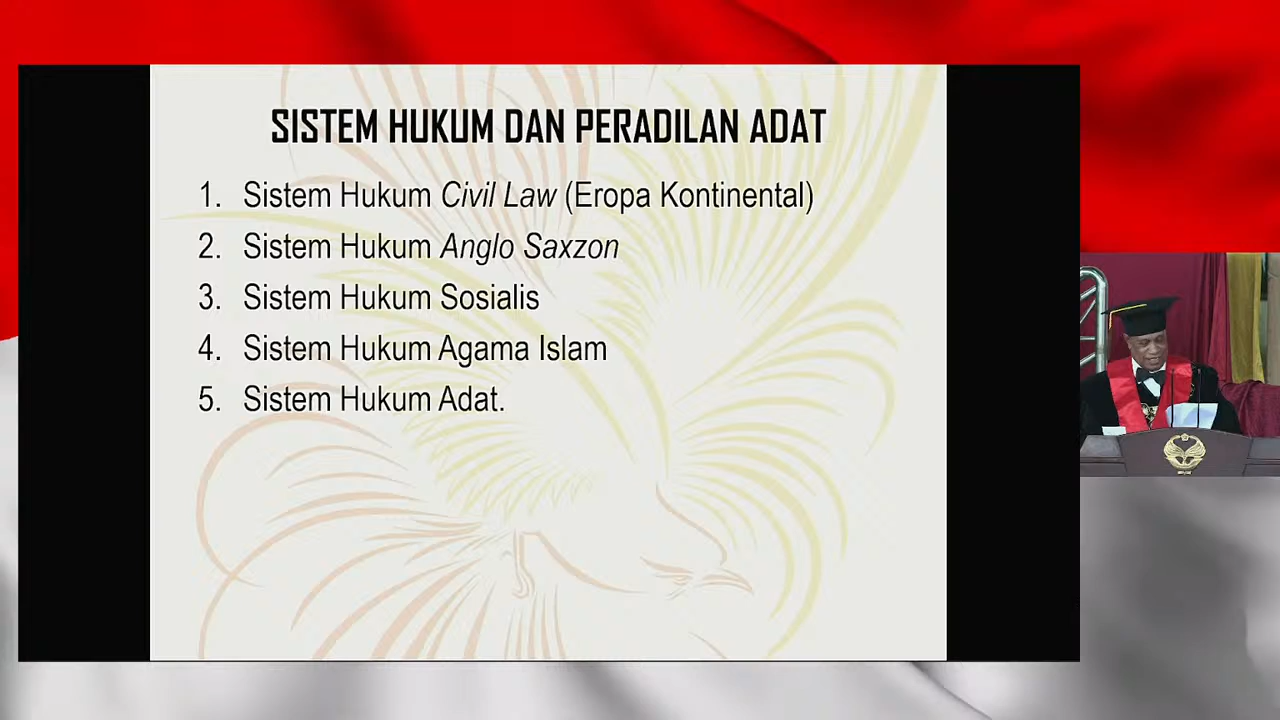 SISTEM HUKUM DAN PERADILAN ADAT
1. Sistem Hukum Civil Law (Eropa Kontinental)
2. Sistem Hukum Anglo Saxzon
3. Sistem Hukum Sosialis
4. Sistem Hukum Agama Islam
5. Sistem Hukum Adat.